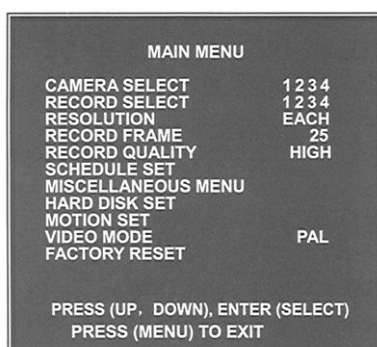 MAIN MENU
CAMERA SELECT 1234
RECORD SELECT 1234
RESOLUTION EACH
RECORD FRAME 25
RECORD QUALITY HIGH
SCHEDULE SET
MISCELLANEOUS MENU
HARD DISK SET
MOTION SET
VIDEO MODE PAL
FACTORY RESET
PRESS (UP, DOWN), ENTER (SELECT)
PRESS (MENU) TO EXIT